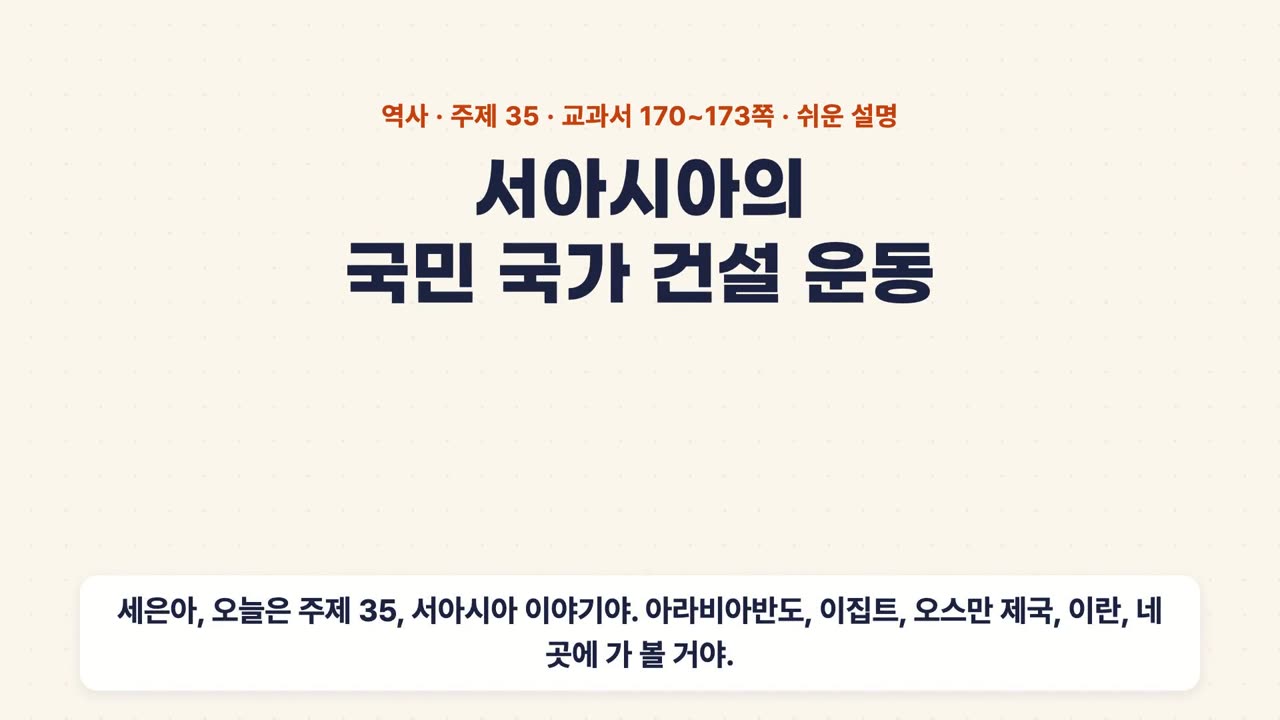 역사 · 주제 35 · 교과서 170~173쪽 · 쉬운 설명
서아시아의
국민 국가 건설 운동
세은아, 오늘은 주제 35, 서아시아 이야기야. 아라비아반도, 이집트, 오스만 제국, 이란, 네
곳에 가 볼 거야.